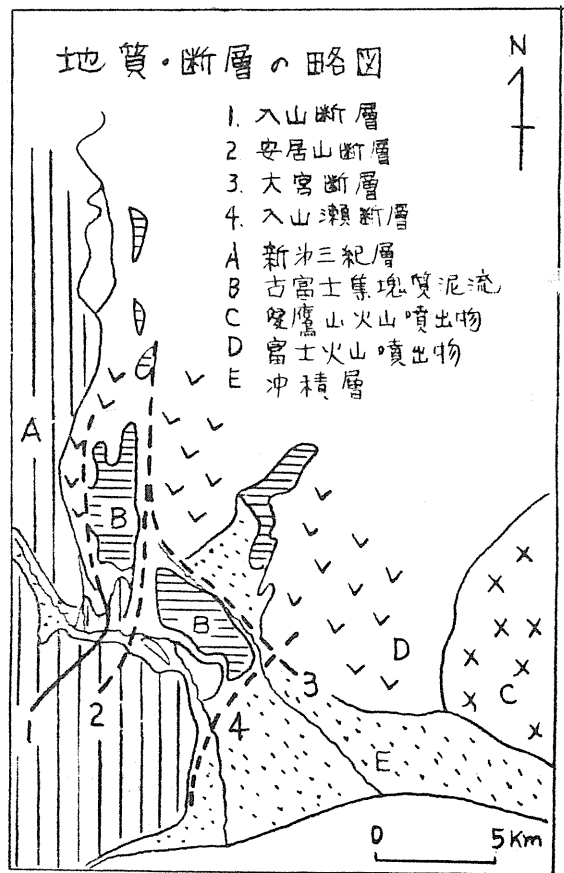 地質・断層の略図
N
1. 入山断層
2 安居山断層
3. 大宮断層
4. 入山瀬断層
A 新沖三紀層
B 古富士集塊質泥流
C 愛鷹山火山噴出物
D 富士火山噴出物
E 冲積層
A
B
B
D
C
3
1
2
4
E
0 5Km